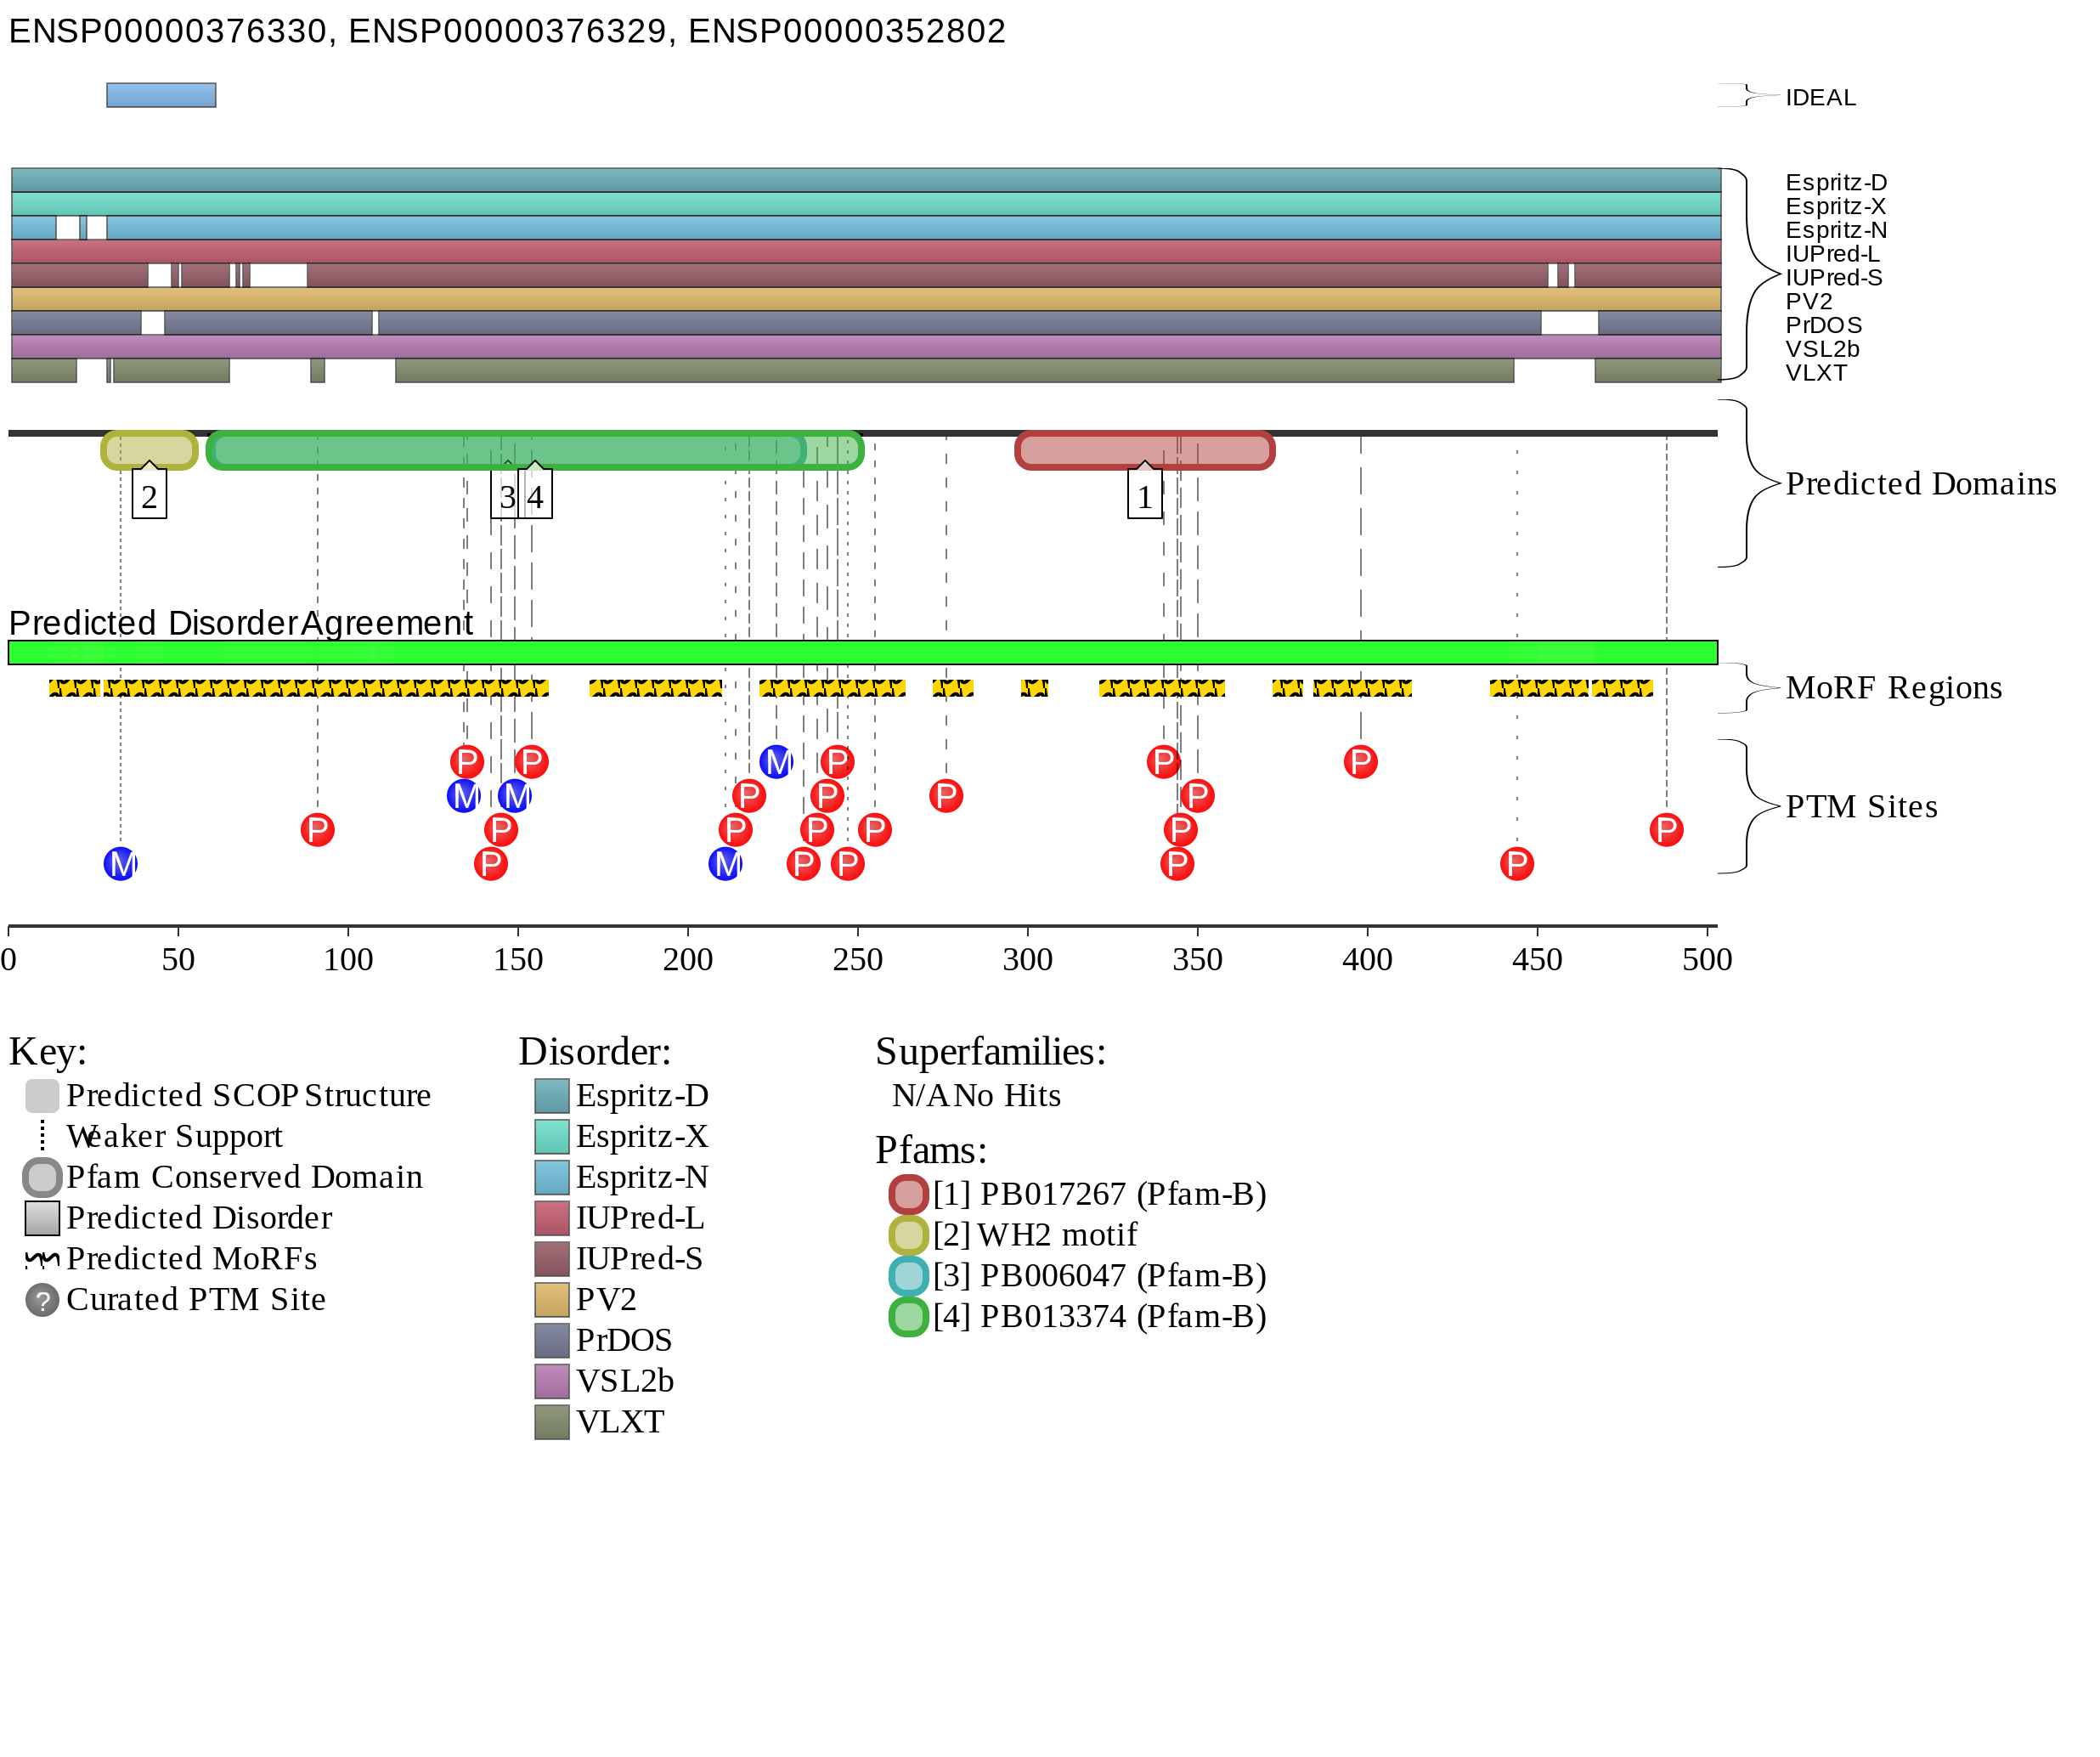 ENSP00000376330, ENSP00000376329, ENSP00000352802
IDEAL
Espritz-D
Espritz-X
Espritz-N
IUPred-L
IUPred-S
PV2
PrDOS
VSL2b
VLXT
2
3
4
1
Predicted Domains
Predicted Disorder Agreement
MoRF Regions
P P M P P P
M M P P P P
P P P P P P P
M P M P P P P
PTM Sites
0 50 100 150 200 250 300 350 400 450 500
Key:
Predicted SCOP Structure
Weaker Support
Pfam Conserved Domain
Predicted Disorder
Predicted MoRFs
? Curated PTM Site
Disorder:
Espritz-D
Espritz-X
Espritz-N
IUPred-L
IUPred-S
PV2
PrDOS
VSL2b
VLXT
Superfamilies:
N/A No Hits
Pfams:
[1] PB017267 (Pfam-B)
[2] WH2 motif
[3] PB006047 (Pfam-B)
[4] PB013374 (Pfam-B)